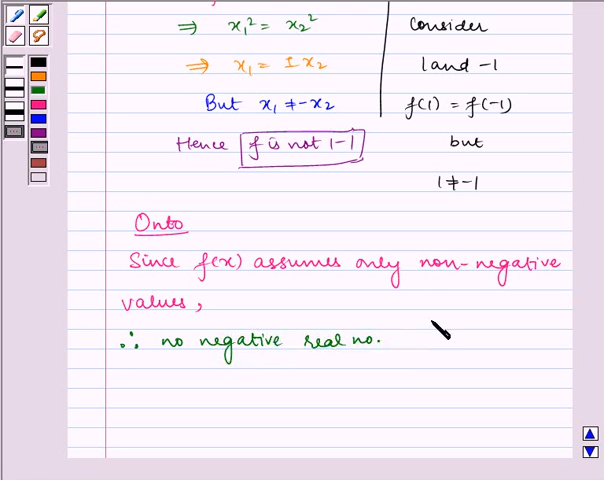 ⇒ x₁² = x₂²
⇒ x₁ = ± x₂
But x₁ ≠ -x₂
Hence f is not 1-1
consider
1 and -1
f(1) = f(-1)
but
1 ≠ -1
Onto
Since f(x) assumes only non-negative
values,
∴ no negative real no.